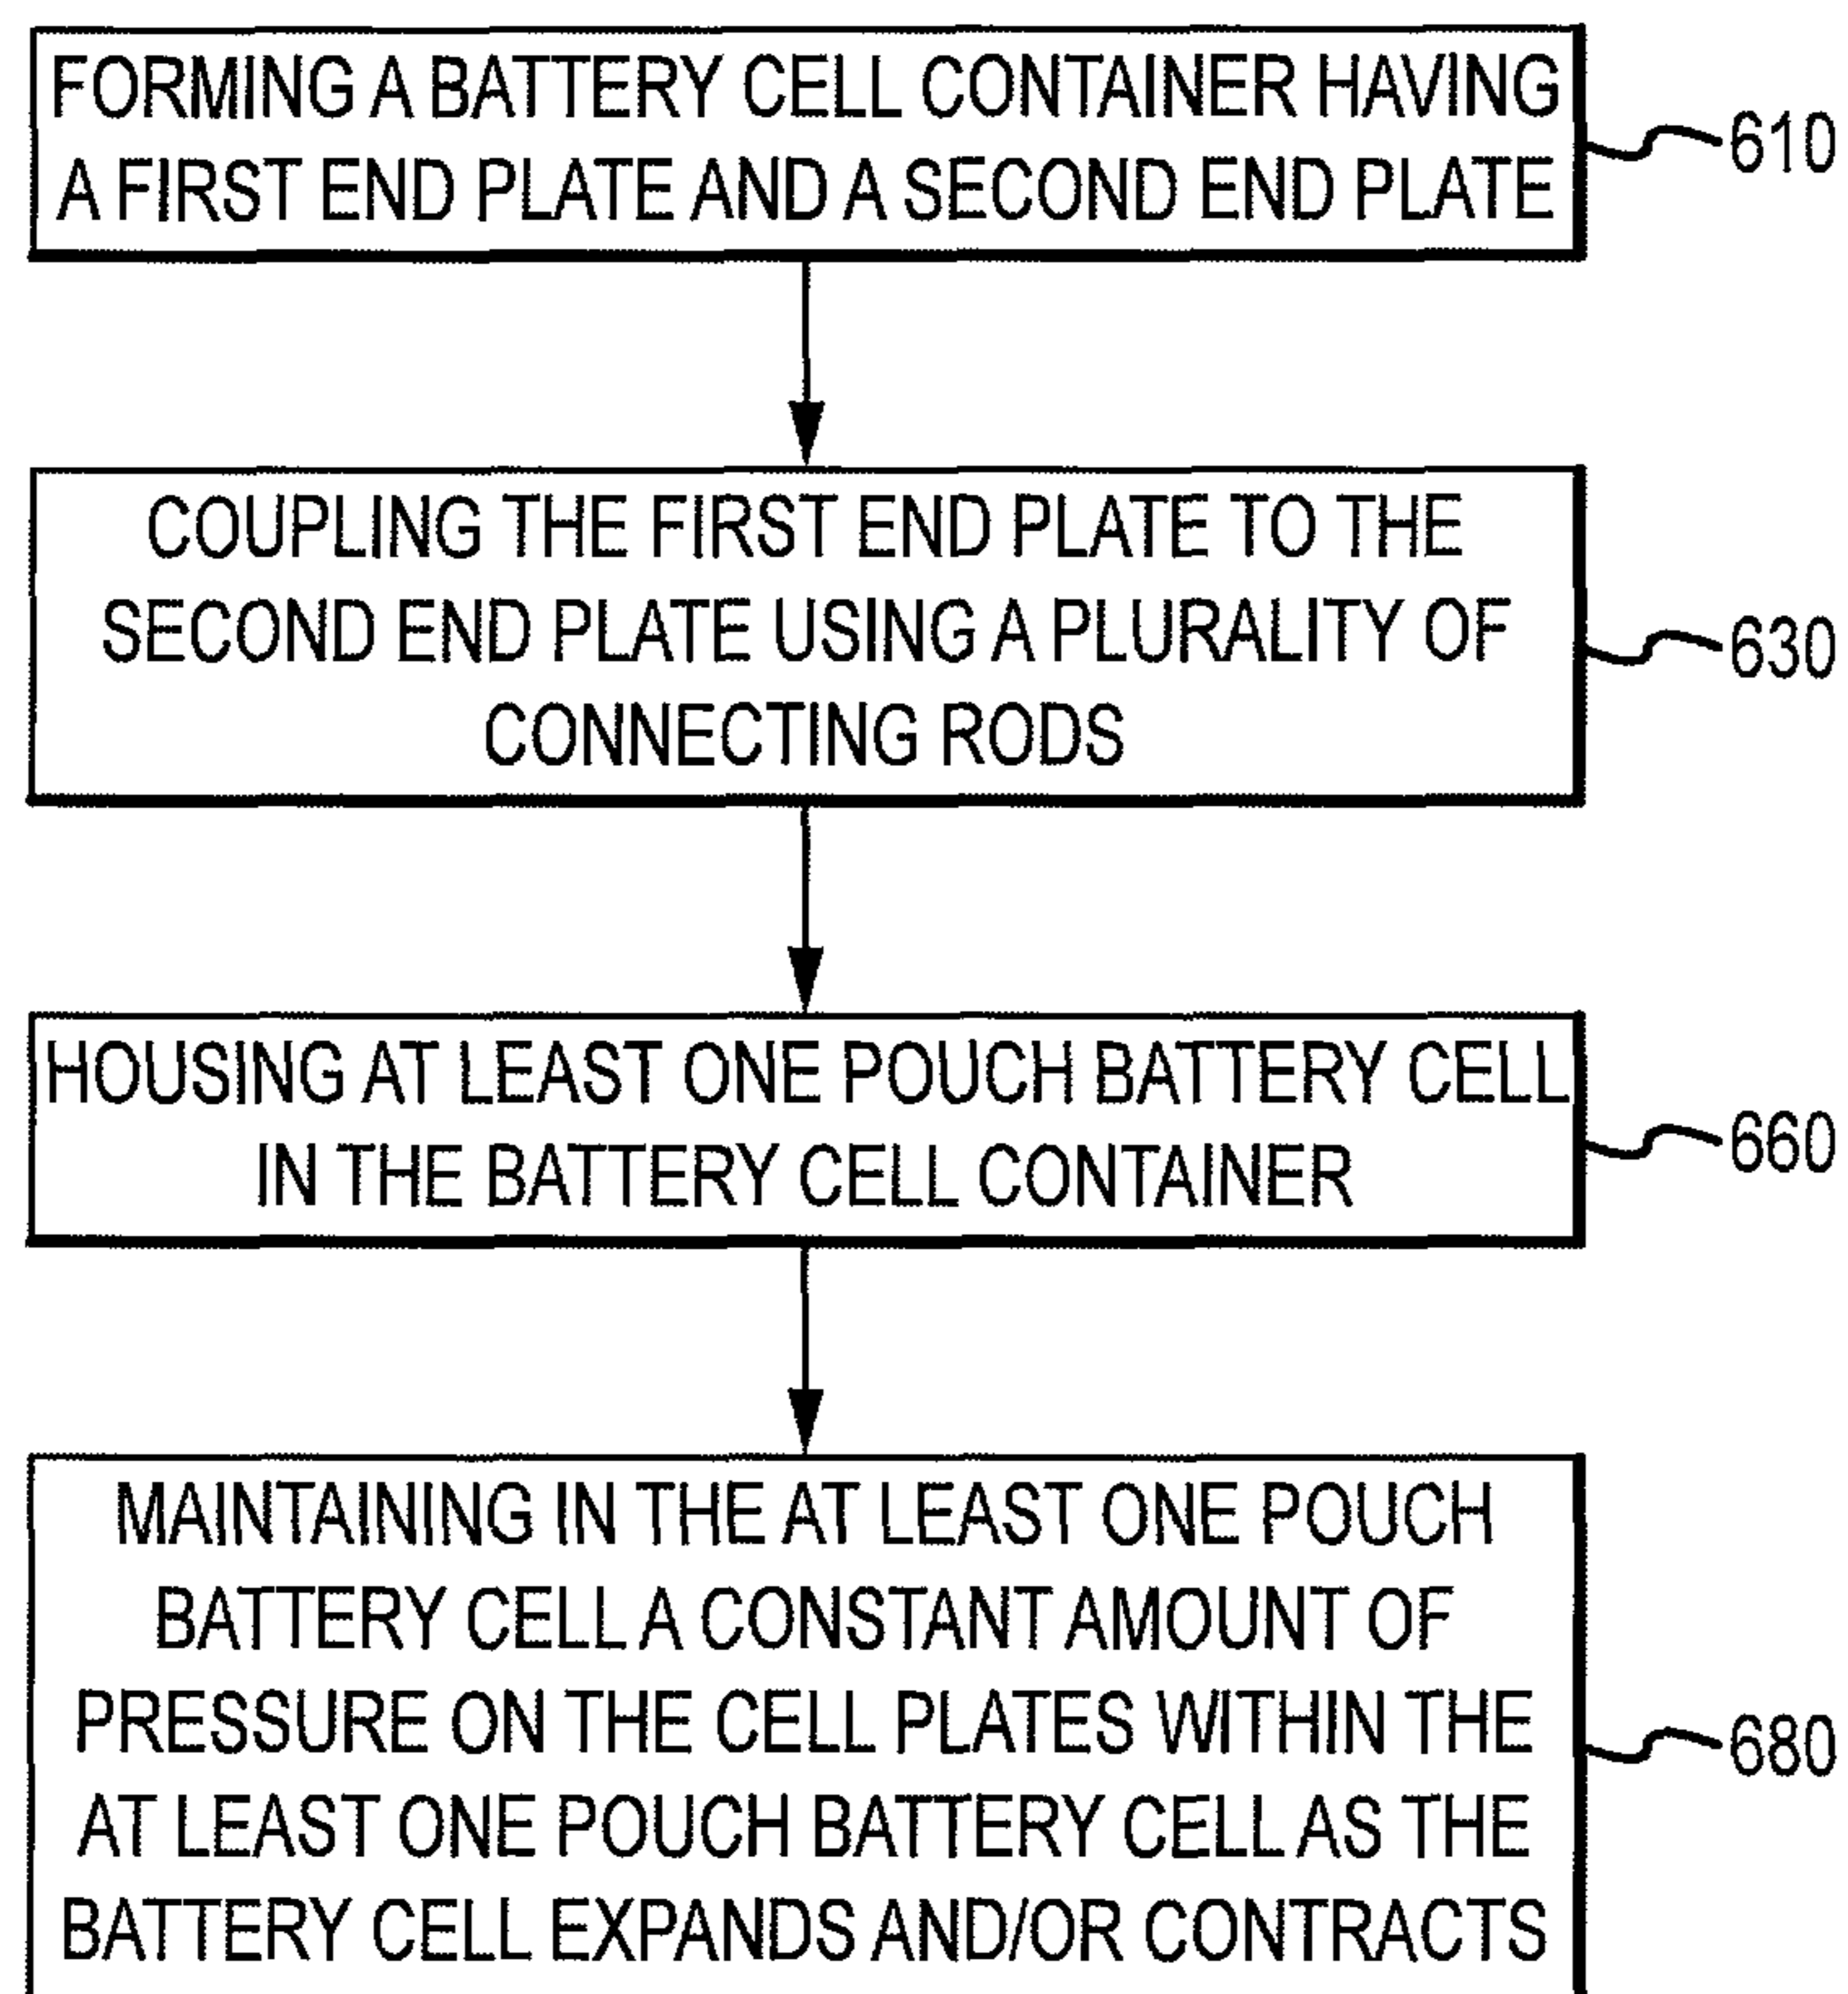 FORMING A BATTERY CELL CONTAINER HAVING
A FIRST END PLATE AND A SECOND END PLATE
610
COUPLING THE FIRST END PLATE TO THE
SECOND END PLATE USING A PLURALITY OF
CONNECTING RODS
630
HOUSING AT LEAST ONE POUCH BATTERY CELL
IN THE BATTERY CELL CONTAINER
660
MAINTAINING IN THE AT LEAST ONE POUCH
BATTERY CELL A CONSTANT AMOUNT OF
PRESSURE ON THE CELL PLATES WITHIN THE
AT LEAST ONE POUCH BATTERY CELL AS THE
BATTERY CELL EXPANDS AND/OR CONTRACTS
680